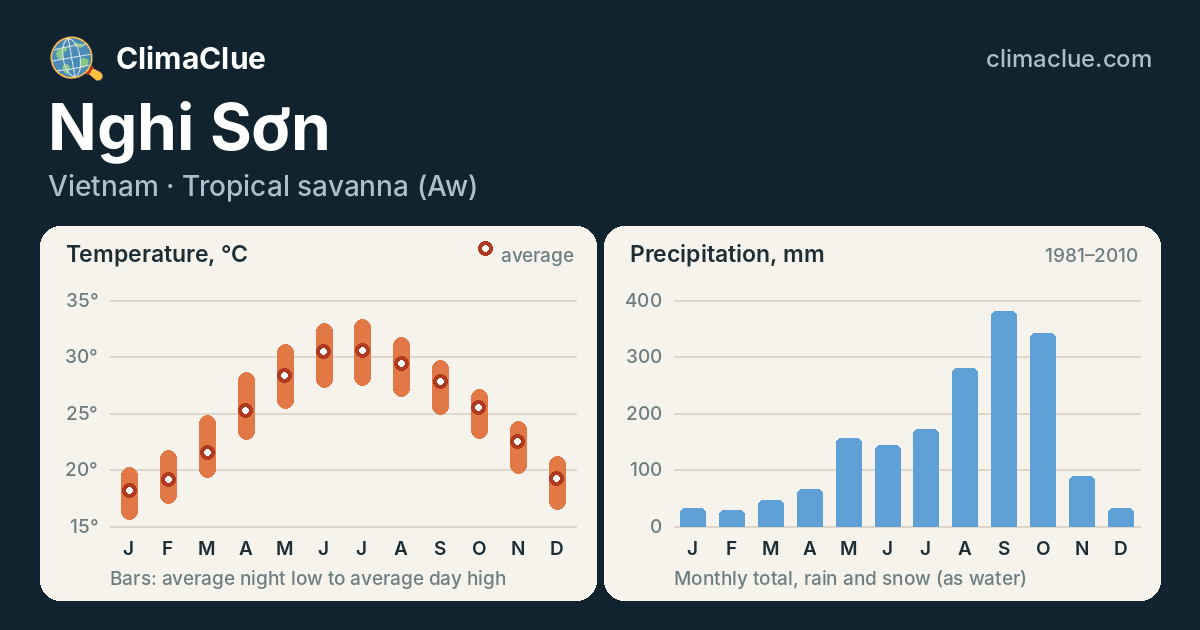 ClimaClue
climaclue.com
Nghi Sơn
Vietnam · Tropical savanna (Aw)
Temperature, °C
average
35°
30°
25°
20°
15°
J F M A M J J A S O N D
Bars: average night low to average day high
Precipitation, mm
1981–2010
400
300
200
100
0
J F M A M J J A S O N D
Monthly total, rain and snow (as water)